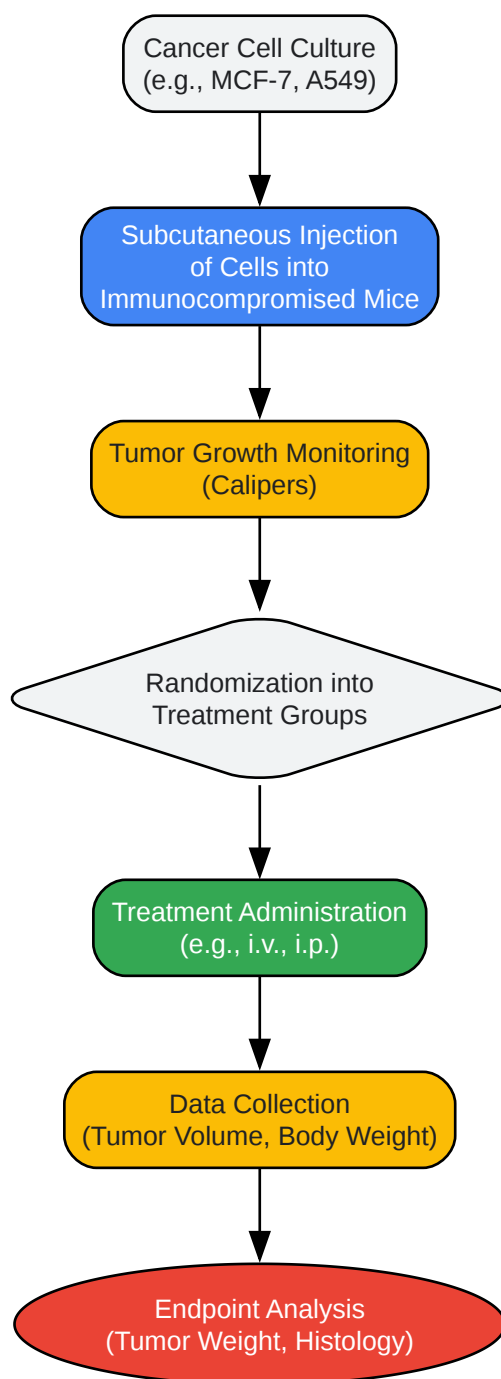 Cancer Cell Culture
(e.g., MCF-7, A549)
Subcutaneous Injection
of Cells into
Immunocompromised Mice
Tumor Growth Monitoring
(Calipers)
Randomization into
Treatment Groups
Treatment Administration
(e.g., i.v., i.p.)
Data Collection
(Tumor Volume, Body Weight)
Endpoint Analysis
(Tumor Weight, Histology)